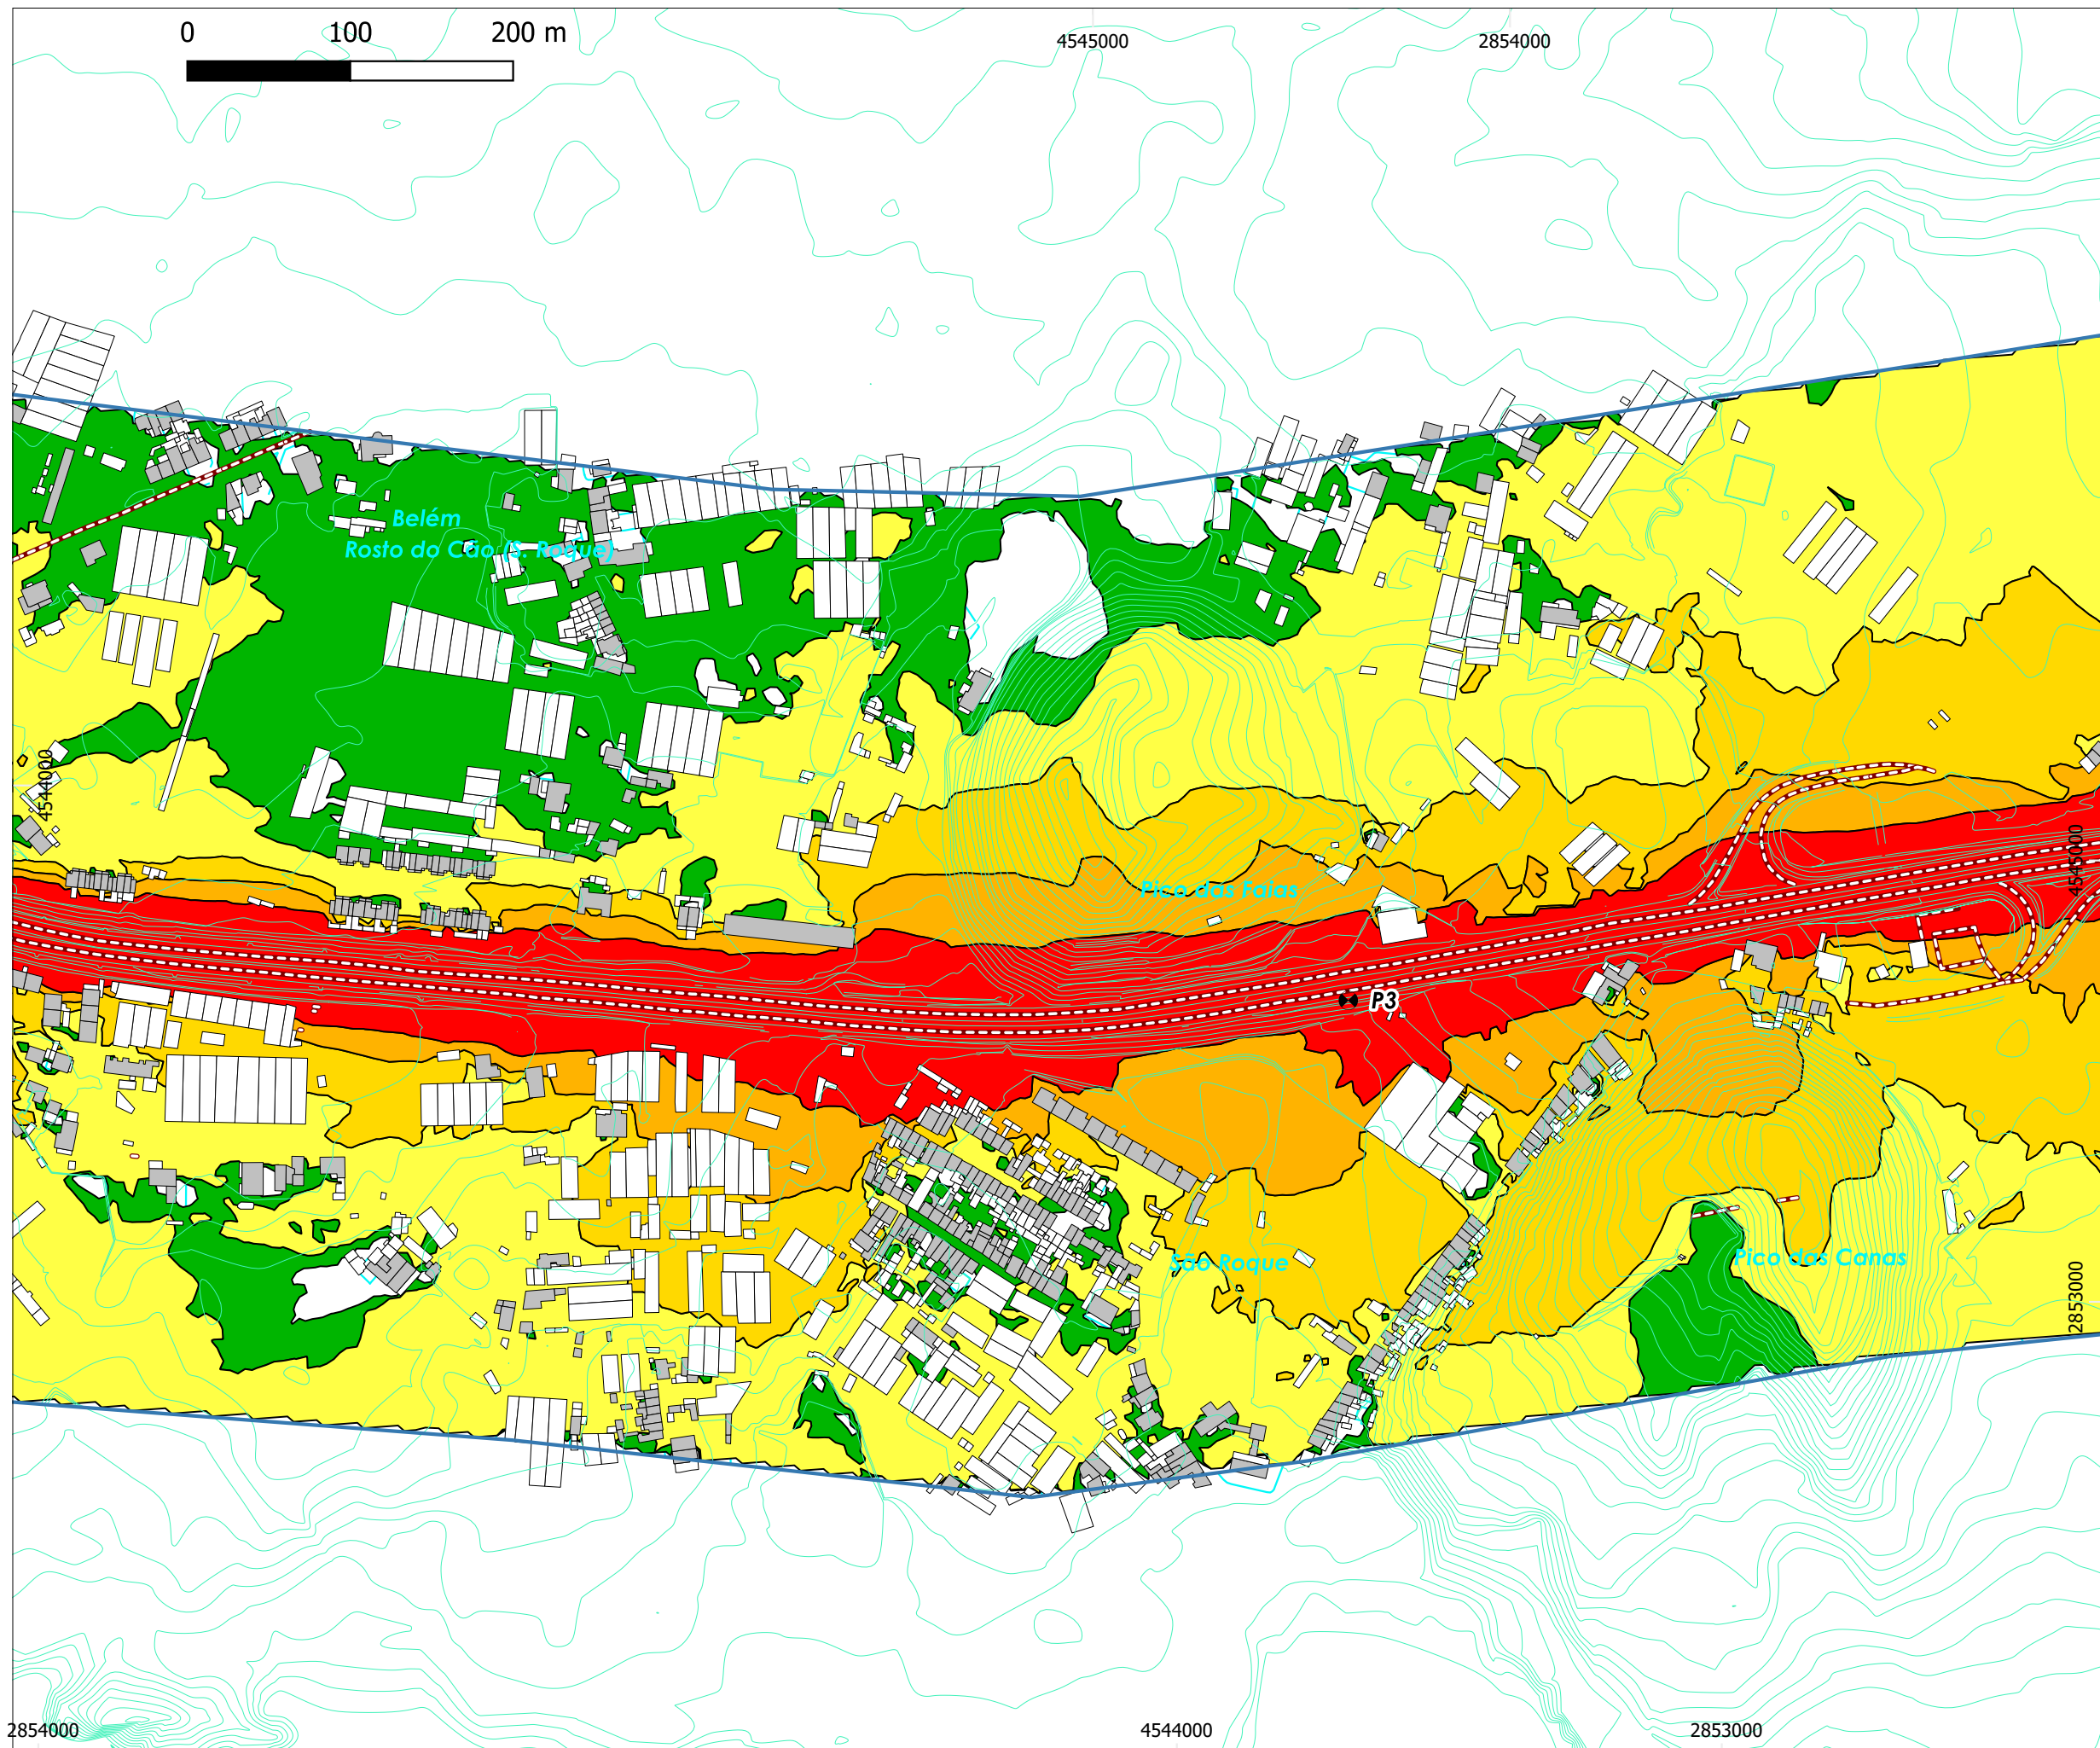 0 100 200 m
4545000
2854000
Belém
Rosto do Cão (S. Roque)
4544000
4545000
Pico das Faias
P3
São Roque
Pico das Canas
2853000
2854000
4544000
2853000